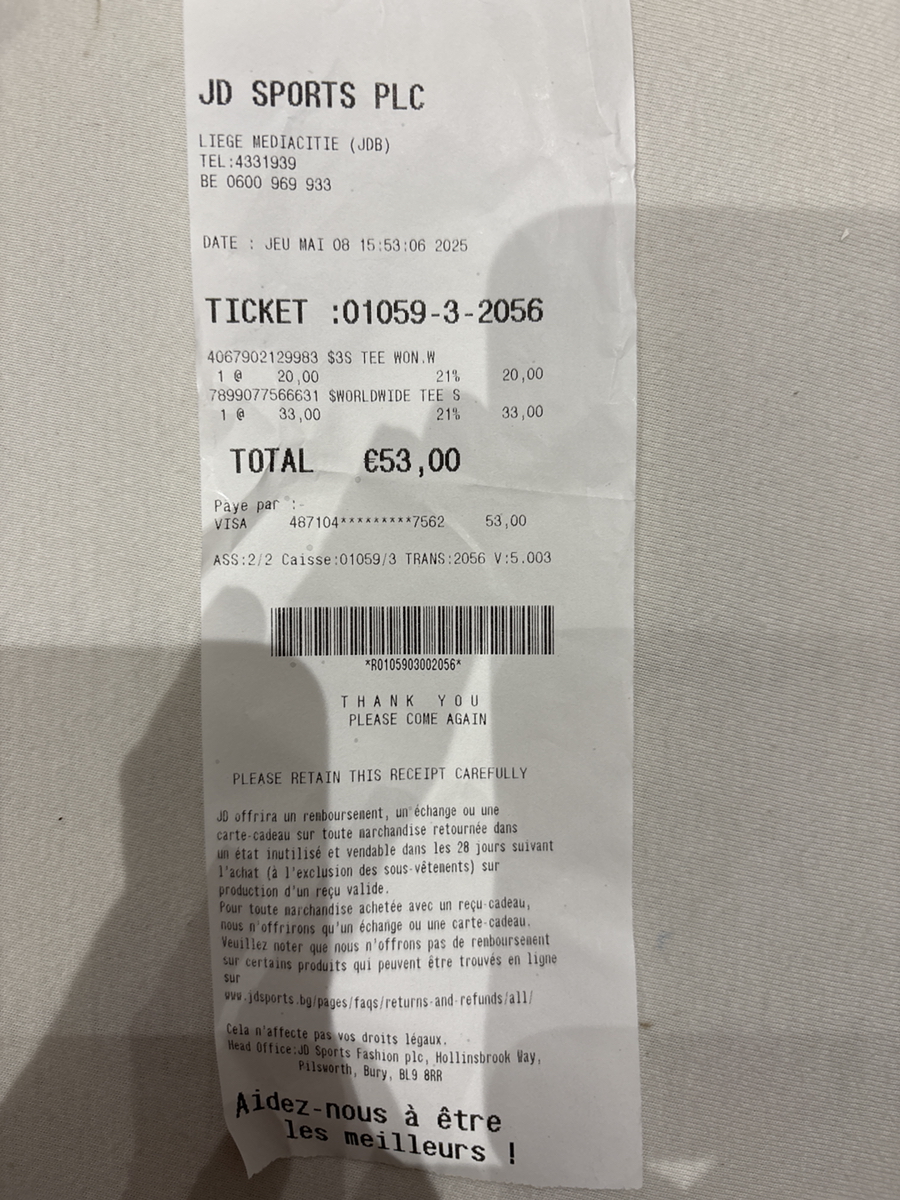 JD SPORTS PLC
LIEGE MEDIACITIE (JDB)
TEL:4331939
BE 0600 969 933
DATE : JEU MAI 08 15:53:06 2025
TICKET :01059-3-2056
4067902129983 $3S TEE WON.W
1 @ 20,00 21% 20,00
7899077566631 $WORLDWIDE TEE S
1 @ 33,00 21% 33,00
TOTAL €53,00
Paye par :-
VISA 487104*********7562 53,00
ASS:2/2 Caisse:01059/3 TRANS:2056 V:5.003
*R0105903002056*
T H A N K Y O U
PLEASE COME AGAIN
PLEASE RETAIN THIS RECEIPT CAREFULLY
JD offrira un remboursement, un échange ou une
carte-cadeau sur toute marchandise retournée dans
un état inutilisé et vendable dans les 28 jours suivant
l'achat (à l'exclusion des sous-vêtements) sur
production d'un reçu valide.
Pour toute marchandise achetée avec un reçu-cadeau,
nous n'offrirons qu'un échange ou une carte-cadeau.
Veuillez noter que nous n'offrons pas de remboursement
sur certains produits qui peuvent être trouvés en ligne
sur
www.jdsports.bg/pages/faqs/returns-and-refunds/all/
Cela n'affecte pas vos droits légaux.
Head Office:JD Sports Fashion plc, Hollinsbrook Way,
Pilsworth, Bury, BL9 8RR
Aidez-nous à être
les meilleurs !